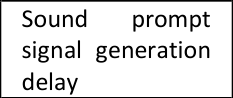 Sound prompt
signal generation
delay